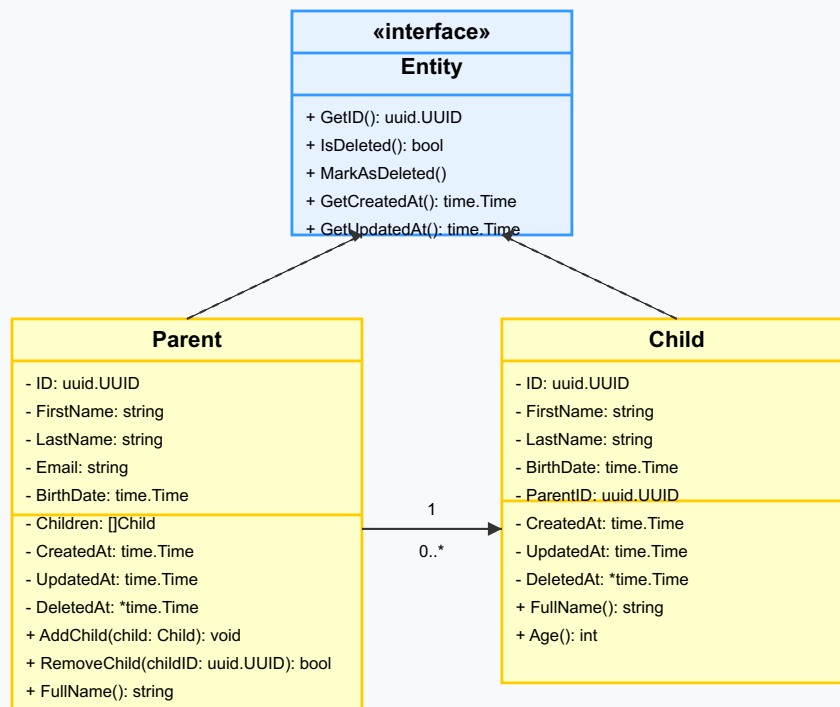 «interface»
Entity
+ GetID(): uuid.UUID
+ IsDeleted(): bool
+ MarkAsDeleted()
+ GetCreatedAt(): time.Time
+ GetUpdatedAt(): time.Time
Parent
- ID: uuid.UUID
- FirstName: string
- LastName: string
- Email: string
- BirthDate: time.Time
- Children: []Child
- CreatedAt: time.Time
- UpdatedAt: time.Time
- DeletedAt: *time.Time
+ AddChild(child: Child): void
+ RemoveChild(childID: uuid.UUID): bool
+ FullName(): string
1
0..*
Child
- ID: uuid.UUID
- FirstName: string
- LastName: string
- BirthDate: time.Time
- ParentID: uuid.UUID
- CreatedAt: time.Time
- UpdatedAt: time.Time
- DeletedAt: *time.Time
+ FullName(): string
+ Age(): int